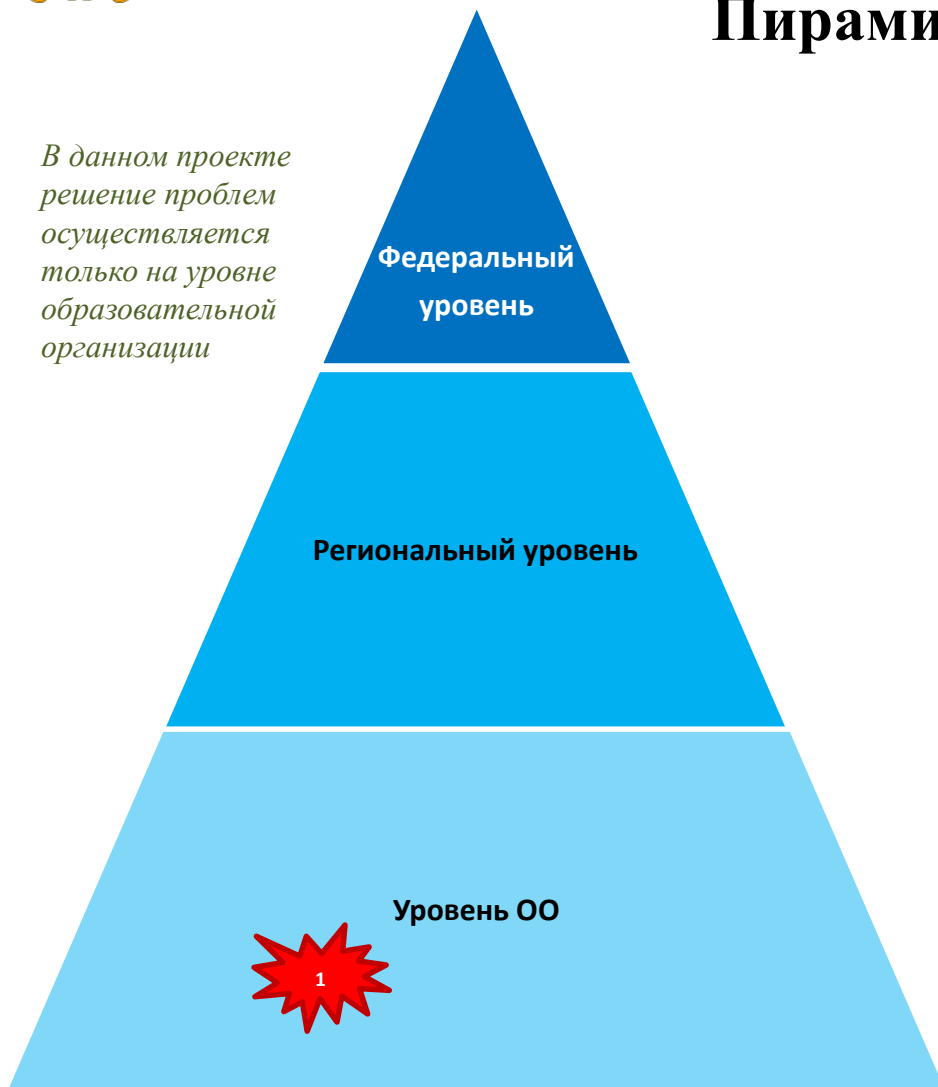 Пирами
В данном проекте
решение проблем
осуществляется
только на уровне
образовательной
организации
Федеральный
уровень
Региональный уровень
Уровень ОО
1